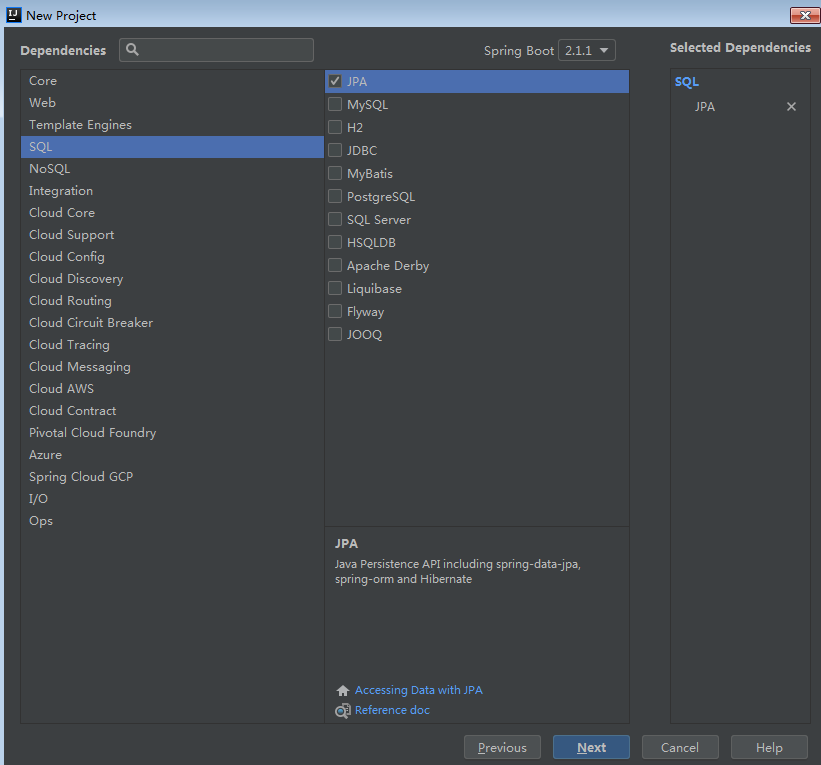 New Project
Dependencies
Spring Boot 2.1.1
Selected Dependencies
Core
Web
Template Engines
SQL
NoSQL
Integration
Cloud Core
Cloud Support
Cloud Config
Cloud Discovery
Cloud Routing
Cloud Circuit Breaker
Cloud Tracing
Cloud Messaging
Cloud AWS
Cloud Contract
Pivotal Cloud Foundry
Azure
Spring Cloud GCP
I/O
Ops
JPA
MySQL
H2
JDBC
MyBatis
PostgreSQL
SQL Server
HSQLDB
Apache Derby
Liquibase
Flyway
JOOQ
JPA
Java Persistence API including spring-data-jpa,
spring-orm and Hibernate
Accessing Data with JPA
Reference doc
SQL
JPA
Previous
Next
Cancel
Help